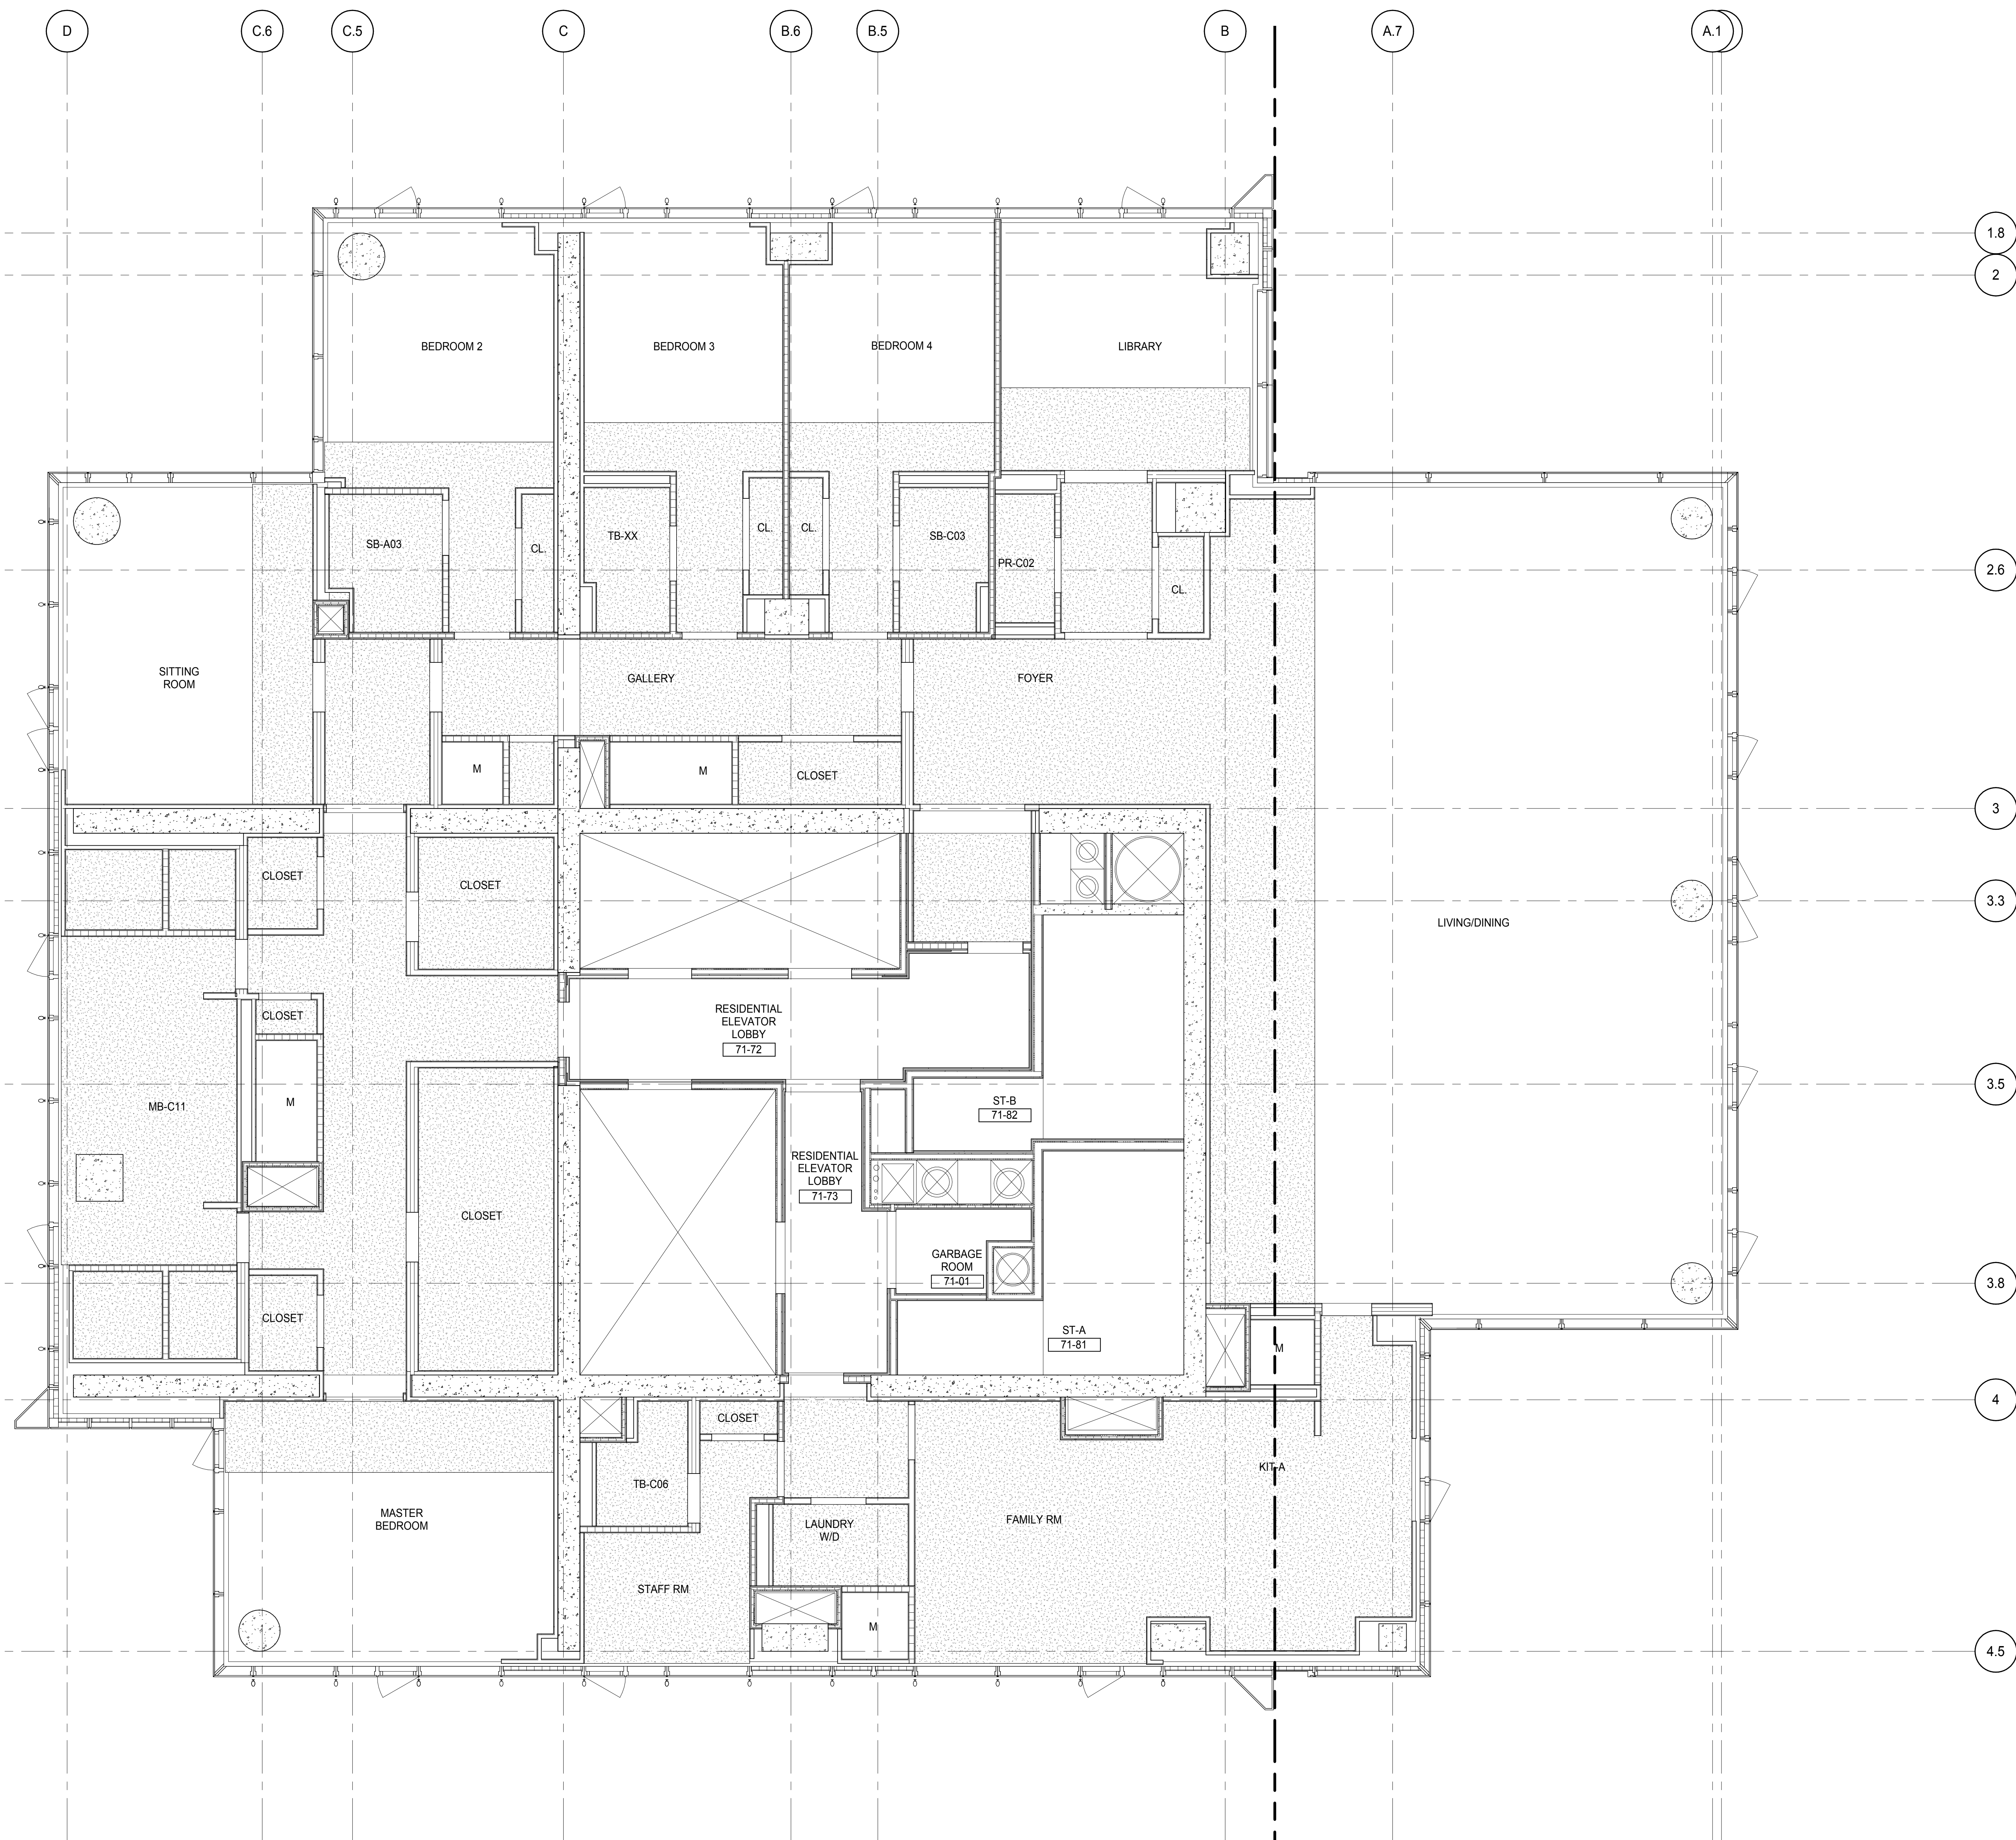 D
C.6
C.5
C
B.6
B.5
B
A.7
A.1
1.8
2
BEDROOM 2
BEDROOM 3
BEDROOM 4
LIBRARY
SB-A03
CL.
TB-XX
CL.
CL.
SB-C03
PR-C02
CL.
2.6
SITTING
ROOM
GALLERY
FOYER
M
M
CLOSET
3
CLOSET
CLOSET
3.3
LIVING/DINING
CLOSET
RESIDENTIAL
ELEVATOR
LOBBY
71-72
M
MB-C11
ST-B
71-82
3.5
RESIDENTIAL
ELEVATOR
LOBBY
71-73
CLOSET
GARBAGE
ROOM
71-01
3.8
CLOSET
ST-A
71-81
M
4
CLOSET
TB-C06
KIT-A
MASTER
BEDROOM
LAUNDRY
W/D
FAMILY RM
STAFF RM
M
4.5